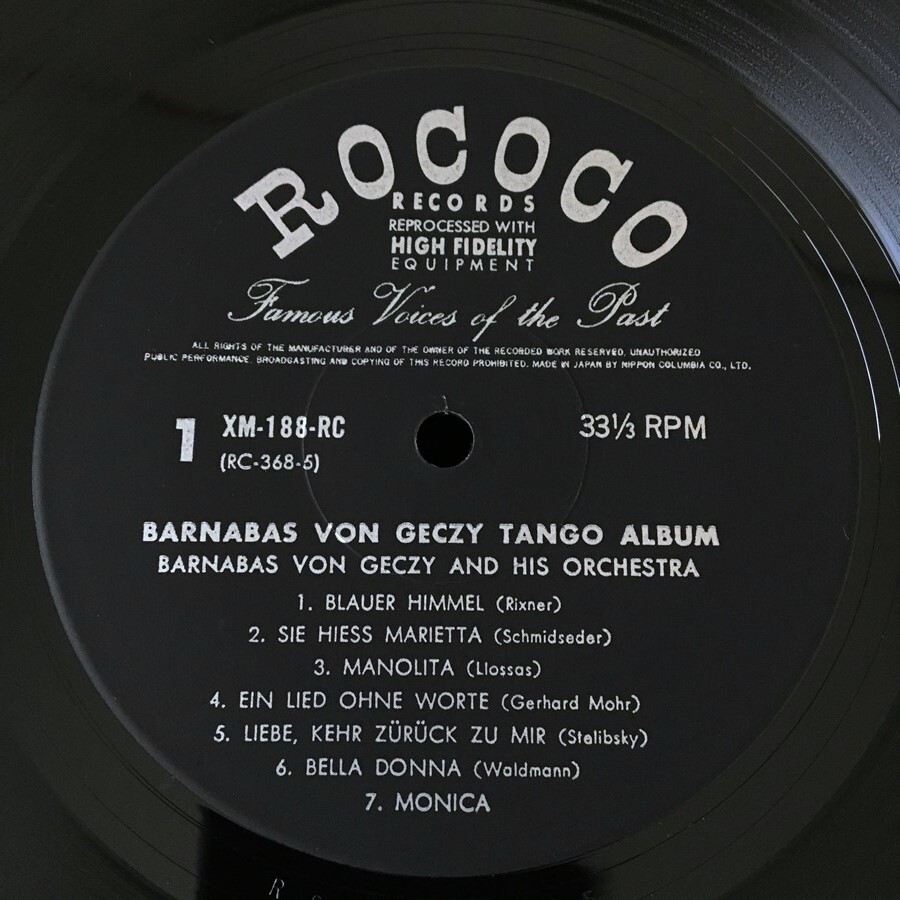 ROCOCO
RECORDS
REPROCESSED WITH
HIGH FIDELITY
EQUIPMENT
Famous Voices of the Past
ALL RIGHTS OF THE MANUFACTURER AND OF THE OWNER OF THE RECORDED WORK RESERVED. UNAUTHORIZED
PUBLIC PERFORMANCE. BROADCASTING AND COPYING OF THIS RECORD PROHIBITED. MADE IN JAPAN BY NIPPON COLUMBIA CO., LTD.
1 XM-188-RC 33⅓ RPM
(RC-368-5)
BARNABAS VON GECZY TANGO ALBUM
BARNABAS VON GECZY AND HIS ORCHESTRA
1. BLAUER HIMMEL (Rixner)
2. SIE HIESS MARIETTA (Schmidseder)
3. MANOLITA (Llossas)
4. EIN LIED OHNE WORTE (Gerhard Mohr)
5. LIEBE, KEHR ZÜRÜCK ZU MIR (Stalibsky)
6. BELLA DONNA (Waldmann)
7. MONICA